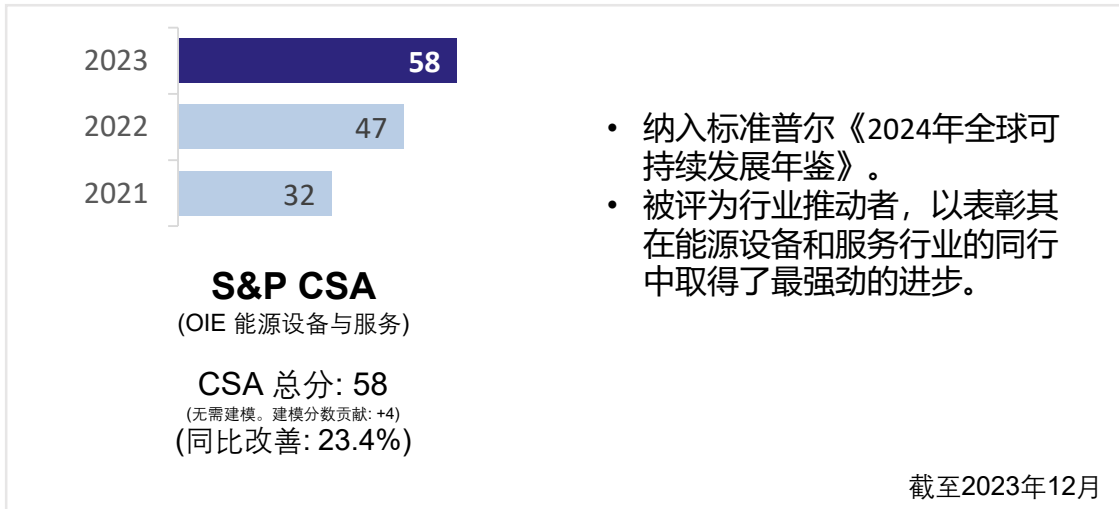 2023 58
2022 47
2021 32
S&P CSA
(OIE 能源设备与服务)
CSA 总分: 58
(无需建模。建模分数贡献: +4)
(同比改善: 23.4%)
• 纳入标准普尔《2024年全球可
持续发展年鉴》。
• 被评为行业推动者，以表彰其
在能源设备和服务行业的同行
中取得了最强劲的进步。
截至2023年12月